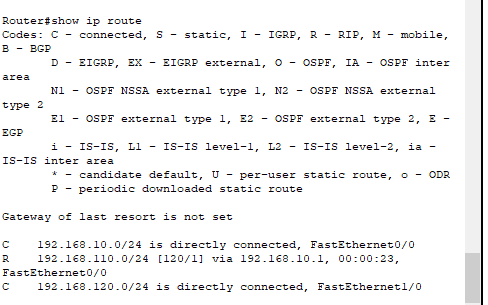 Router#show ip route
Codes: C - connected, S - static, I - IGRP, R - RIP, M - mobile,
B - BGP
D - EIGRP, EX - EIGRP external, O - OSPF, IA - OSPF inter
area
N1 - OSPF NSSA external type 1, N2 - OSPF NSSA external
type 2
E1 - OSPF external type 1, E2 - OSPF external type 2, E -
EGP
i - IS-IS, L1 - IS-IS level-1, L2 - IS-IS level-2, ia -
IS-IS inter area
* - candidate default, U - per-user static route, o - ODR
P - periodic downloaded static route
Gateway of last resort is not set
C 192.168.10.0/24 is directly connected, FastEthernet0/0
R 192.168.110.0/24 [120/1] via 192.168.10.1, 00:00:23,
FastEthernet0/0
C 192.168.120.0/24 is directly connected, FastEthernet1/0